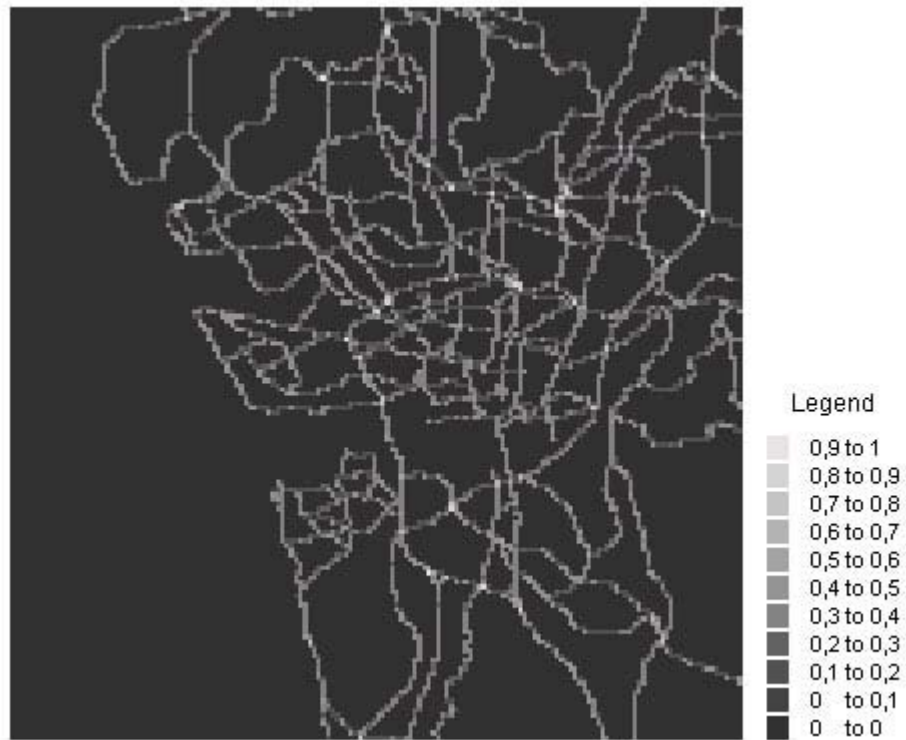 Legend
0,9 to 1
0,8 to 0,9
0,7 to 0,8
0,6 to 0,7
0,5 to 0,6
0,4 to 0,5
0,3 to 0,4
0,2 to 0,3
0,1 to 0,2
0 to 0,1
0 to 0